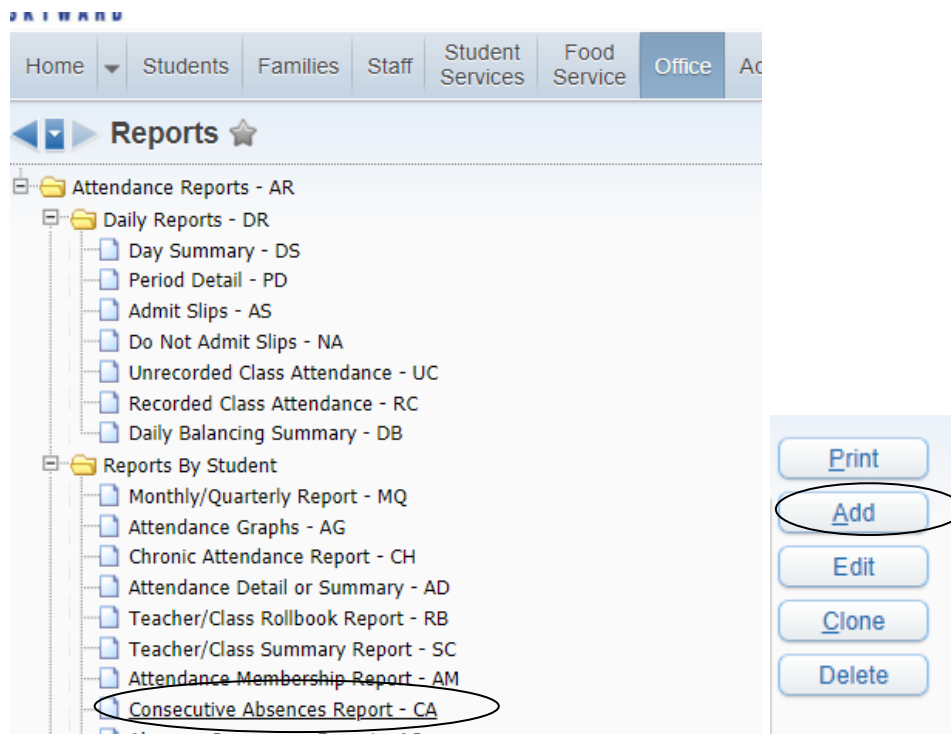 SKYWARD
Home Students Families Staff Student Services Food Service Office
Reports
Attendance Reports - AR
Daily Reports - DR
Day Summary - DS
Period Detail - PD
Admit Slips - AS
Do Not Admit Slips - NA
Unrecorded Class Attendance - UC
Recorded Class Attendance - RC
Daily Balancing Summary - DB
Reports By Student
Monthly/Quarterly Report - MQ
Attendance Graphs - AG
Chronic Attendance Report - CH
Attendance Detail or Summary - AD
Teacher/Class Rollbook Report - RB
Teacher/Class Summary Report - SC
Attendance Membership Report - AM
Consecutive Absences Report - CA
Print
Add
Edit
Clone
Delete